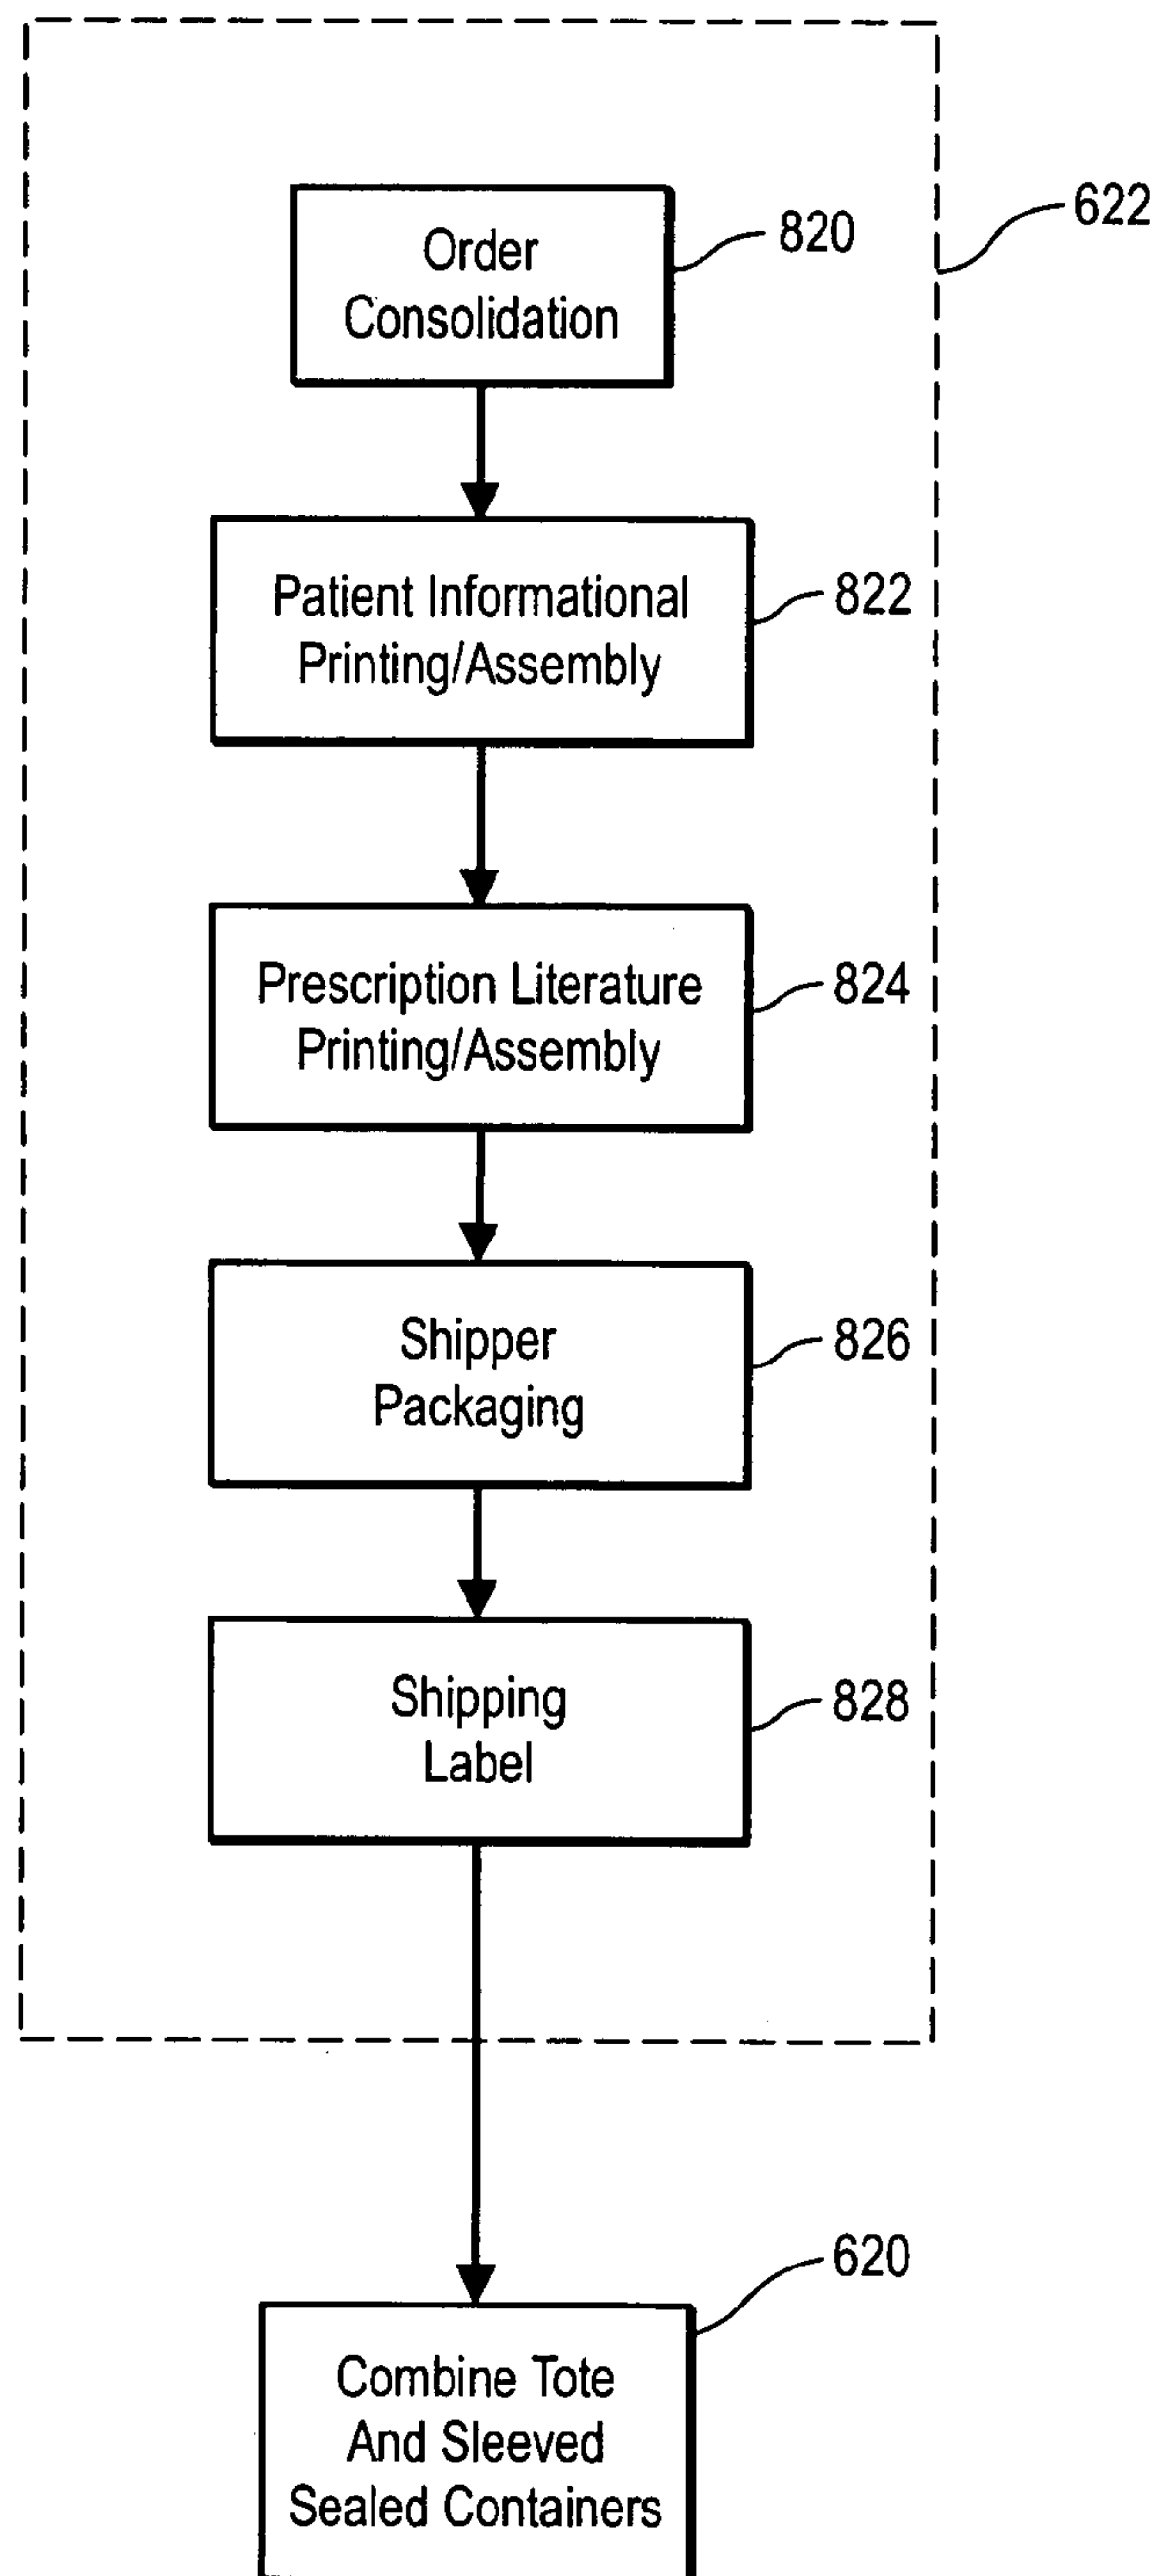 622
Order
Consolidation
820
Patient Informational
Printing/Assembly
822
Prescription Literature
Printing/Assembly
824
Shipper
Packaging
826
Shipping
Label
828
620
Combine Tote
And Sleeved
Sealed Containers